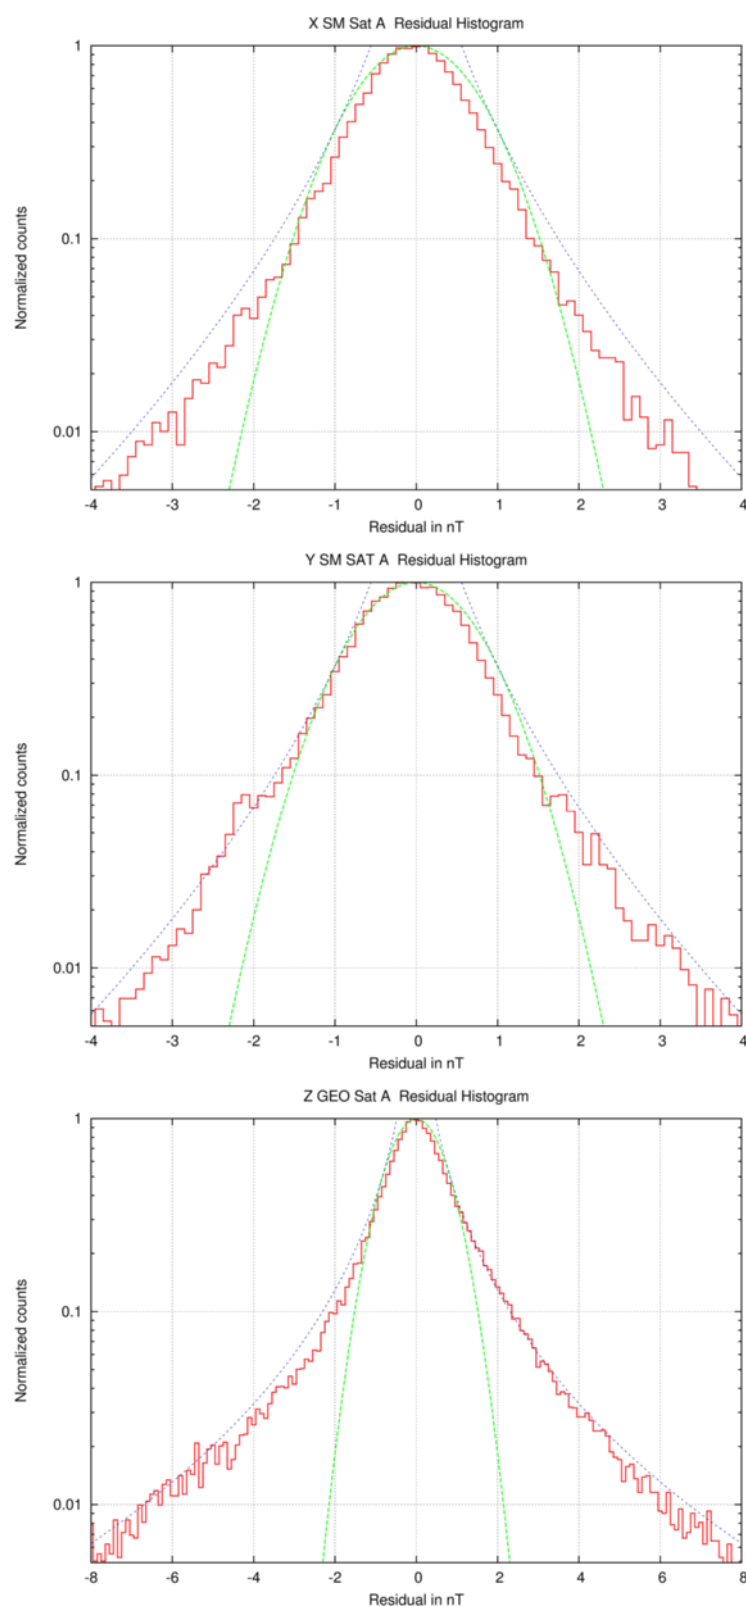 X SM Sat A  Residual Histogram
1
0.1
0.01
Normalized counts
-4 -3 -2 -1 0 1 2 3 4
Residual in nT
Y SM SAT A  Residual Histogram
1
0.1
0.01
Normalized counts
-4 -3 -2 -1 0 1 2 3 4
Residual in nT
Z GEO Sat A  Residual Histogram
1
0.1
0.01
Normalized counts
-8 -6 -4 -2 0 2 4 6 8
Residual in nT